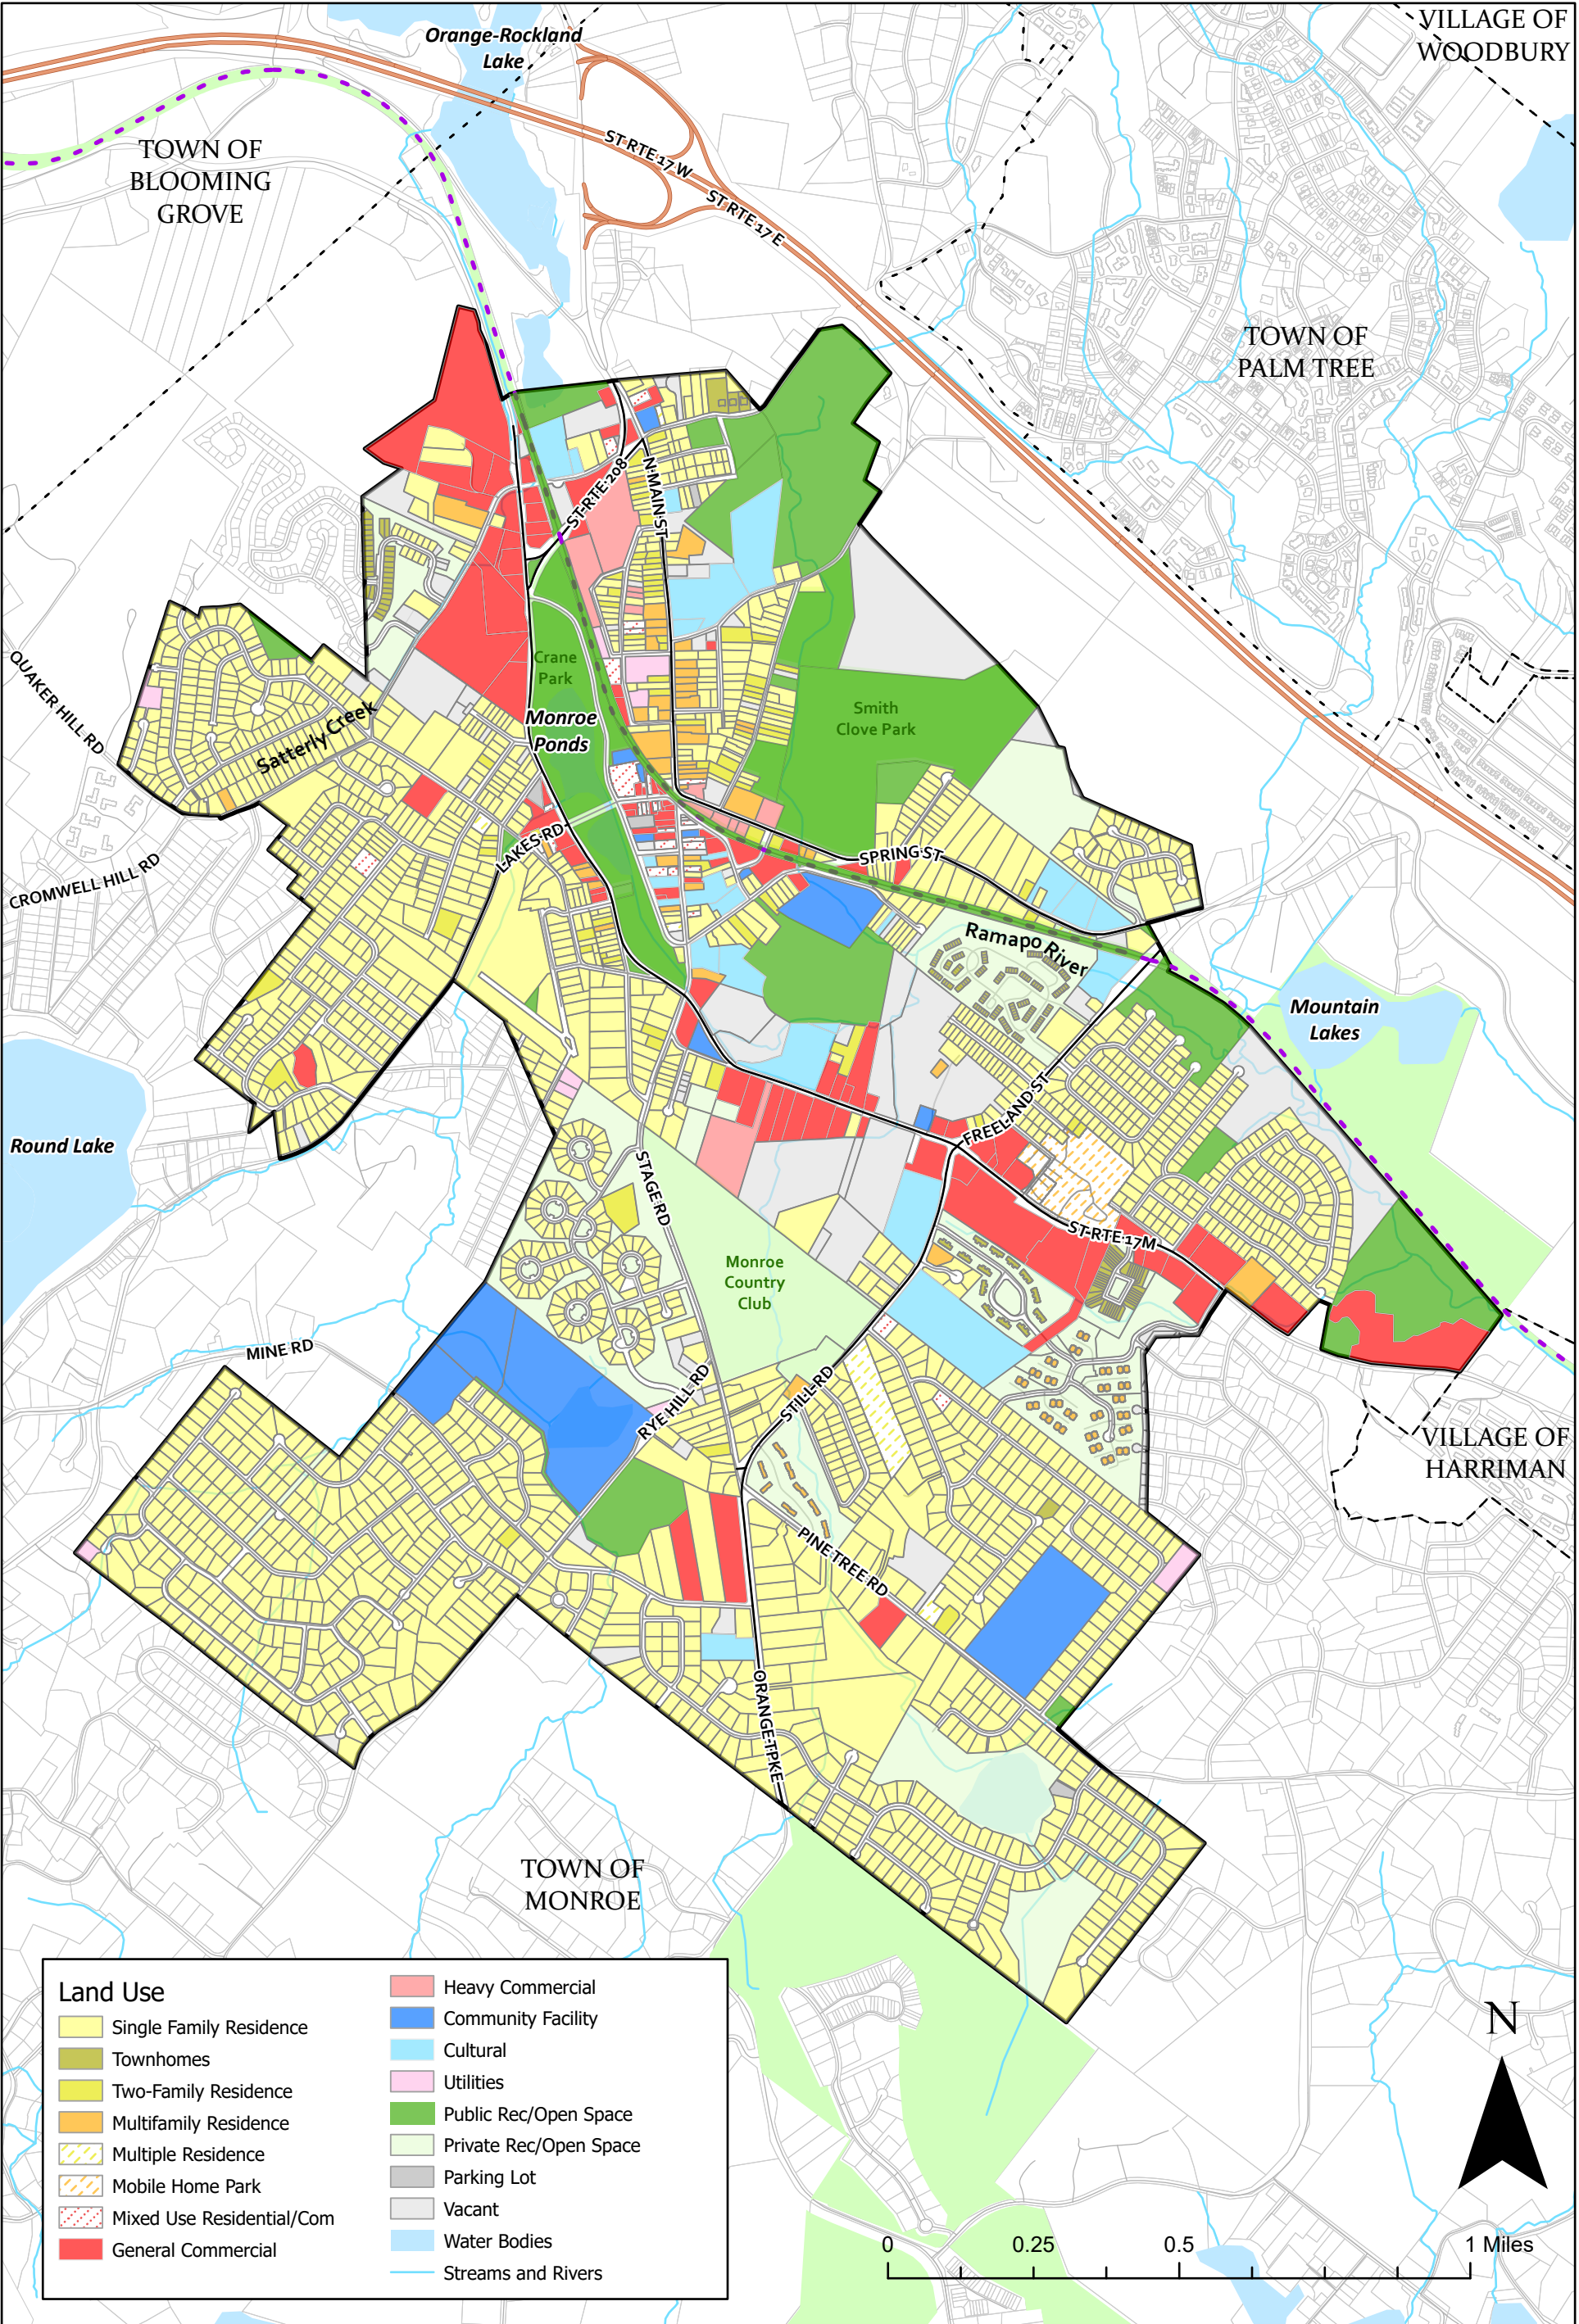 VILLAGE OF
WOODBURY
Orange-Rockland
Lake
ST RTE 17 W
ST RTE 17 E
TOWN OF
BLOOMING
GROVE
TOWN OF
PALM TREE
N MAIN ST
ST RTE 208
Crane
Park
Monroe
Ponds
Smith
Clove Park
QUAKER HILL RD
Satterly Creek
LAKES RD
SPRING ST
CROMWELL HILL RD
Ramapo River
Mountain
Lakes
FREELAND ST
Round Lake
STAGE RD
ST RTE 17M
Monroe
Country
Club
MINE RD
RYE HILL RD
STILL RD
VILLAGE OF
HARRIMAN
PINE TREE RD
ORANGE TPKE
TOWN OF
MONROE
Land Use
Single Family Residence
Townhomes
Two-Family Residence
Multifamily Residence
Multiple Residence
Mobile Home Park
Mixed Use Residential/Com
General Commercial
Heavy Commercial
Community Facility
Cultural
Utilities
Public Rec/Open Space
Private Rec/Open Space
Parking Lot
Vacant
Water Bodies
Streams and Rivers
N
0 0.25 0.5 1 Miles